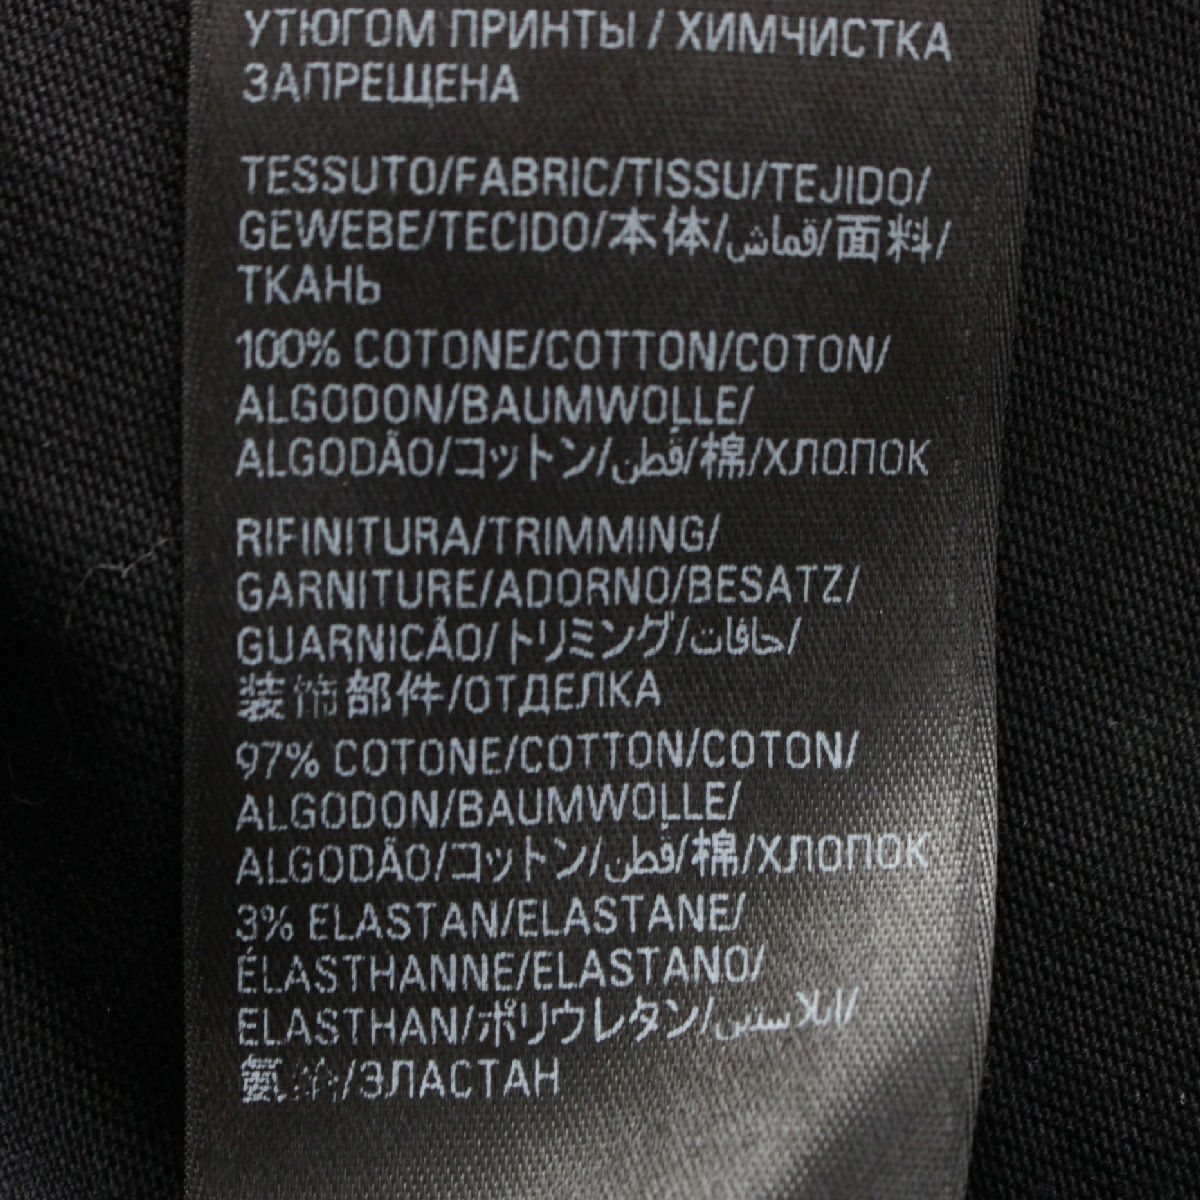 УТЮГОМ ПРИНТЫ / ХИМЧИСТКА
ЗАПРЕЩЕНА
TESSUTO/FABRIC/TISSU/TEJIDO/
GEWEBE/TECIDO/本体/قماش/面料/
ТКАНЬ
100% COTONE/COTTON/COTON/
ALGODON/BAUMWOLLE/
ALGODÃO/コットン/قطن/棉/ХЛОПОК
RIFINITURA/TRIMMING/
GARNITURE/ADORNO/BESATZ/
GUARNICÃO/トリミング/حافات/
装饰部件/ОТДЕЛКА
97% COTONE/COTTON/COTON/
ALGODON/BAUMWOLLE/
ALGODÃO/コットン/قطن/棉/ХЛОПОК
3% ELASTAN/ELASTANE/
ÉLASTHANNE/ELASTANO/
ELASTHAN/ポリウレタン/ايلاستين/
氨纶/ЭЛАСТАН